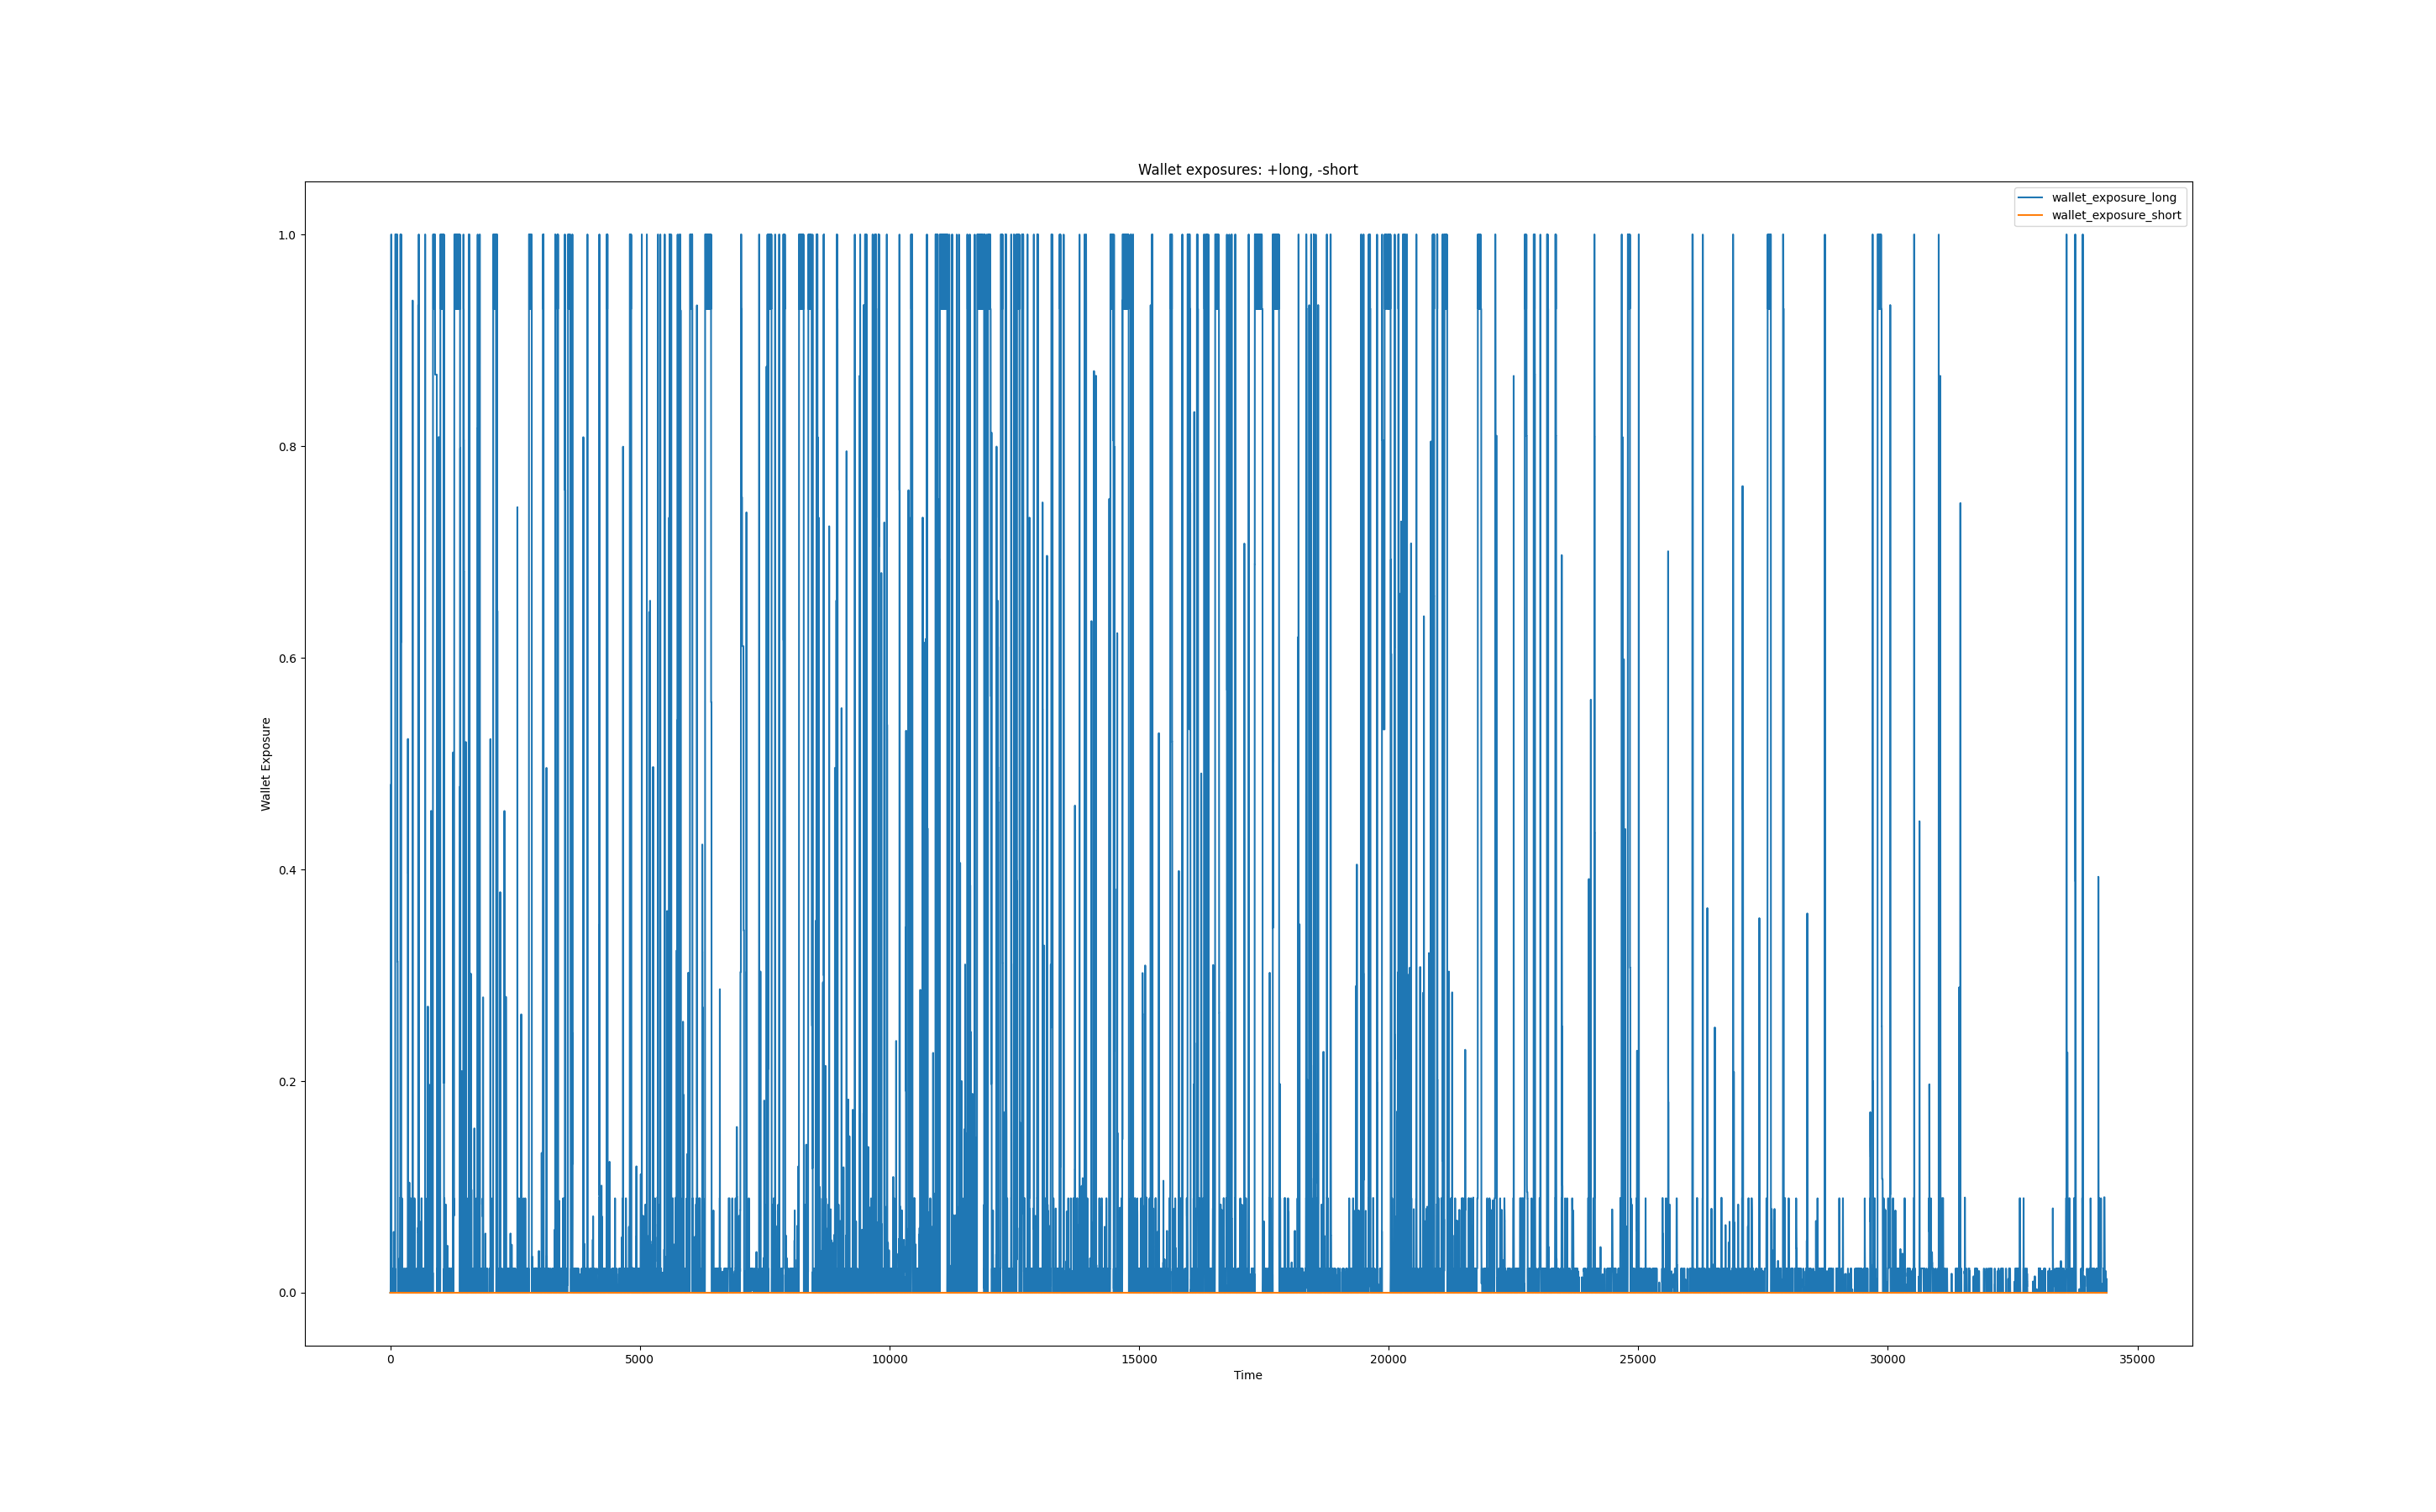 Wallet exposures: +long, -short
wallet_exposure_long
wallet_exposure_short
1.0
0.8
0.6
0.4
0.2
0.0
Wallet Exposure
0 5000 10000 15000 20000 25000 30000 35000
Time